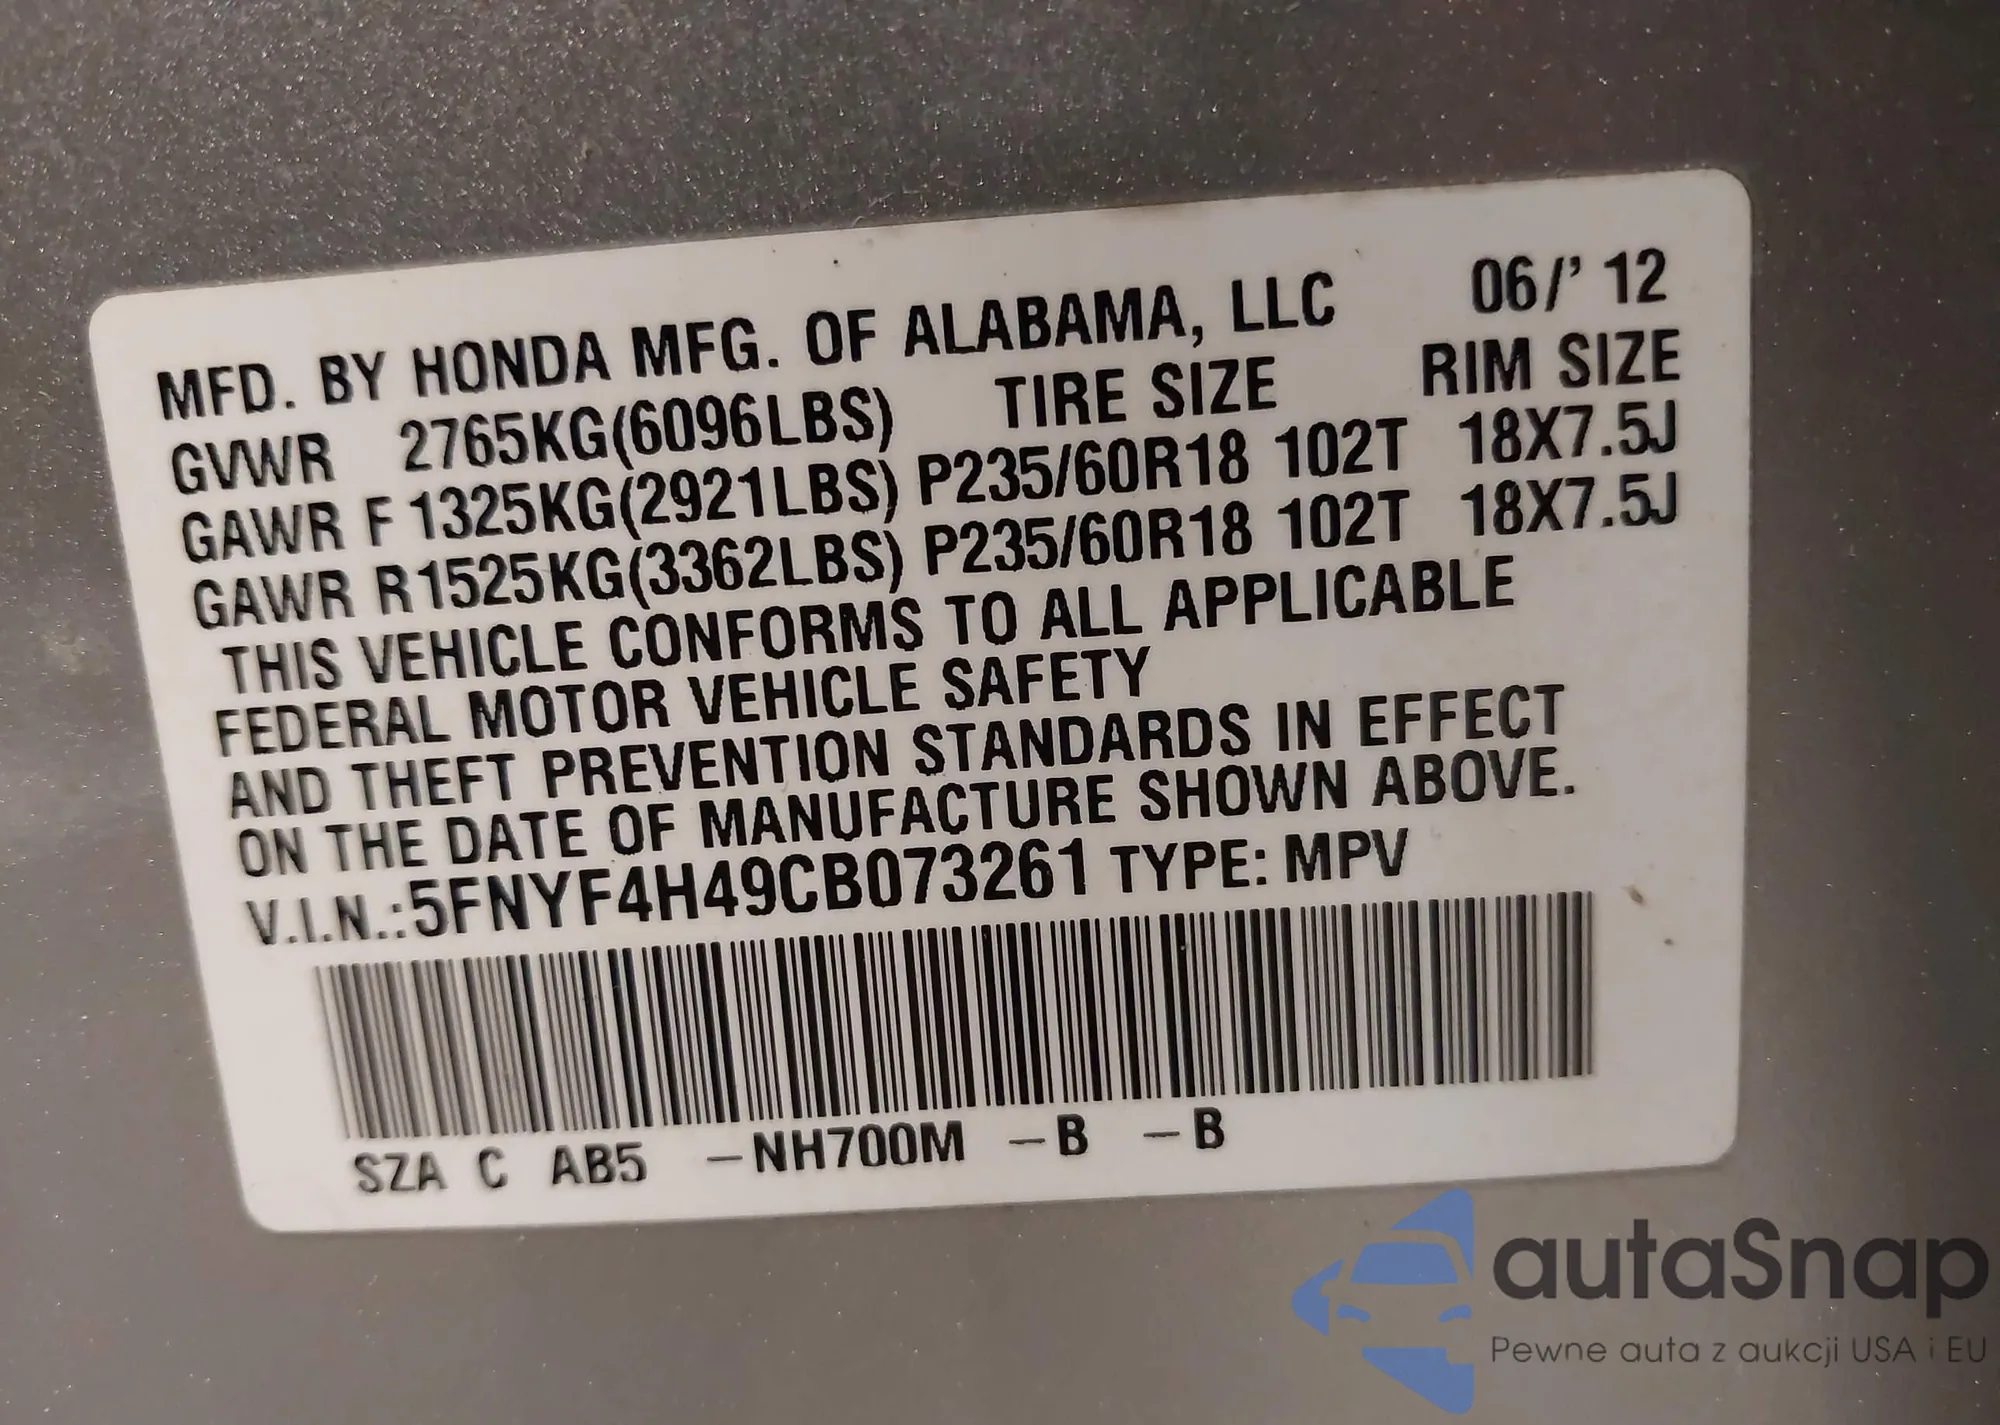 MFD. BY HONDA MFG. OF ALABAMA, LLC 06/' 12
GVWR 2765KG(6096LBS) TIRE SIZE RIM SIZE
GAWR F 1325KG(2921LBS) P235/60R18 102T 18X7.5J
GAWR R1525KG(3362LBS) P235/60R18 102T 18X7.5J
THIS VEHICLE CONFORMS TO ALL APPLICABLE
FEDERAL MOTOR VEHICLE SAFETY
AND THEFT PREVENTION STANDARDS IN EFFECT
ON THE DATE OF MANUFACTURE SHOWN ABOVE.
V.I.N.:5FNYF4H49CB073261 TYPE: MPV
SZA C AB5 –NH700M –B –B
autaSnap
Pewne auta z aukcji USA i EU